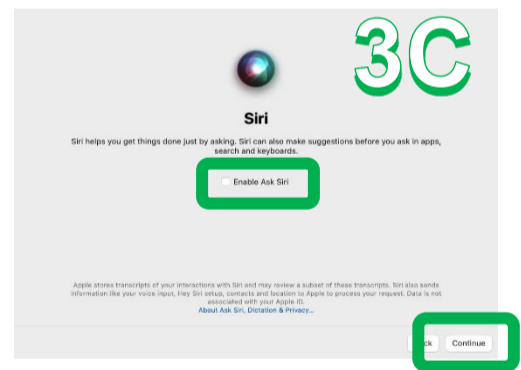 3C
Siri
Siri helps you get things done just by asking. Siri can also make suggestions before you ask in apps,
search and keyboards.
Enable Ask Siri
Apple stores transcripts of your interactions with Siri and may review a subset of these transcripts. Siri also sends
information like your voice input, Hey Siri setup, contacts and location to Apple to process your request. Data is not
associated with your Apple ID.
About Ask Siri, Dictation & Privacy...
ck Continue